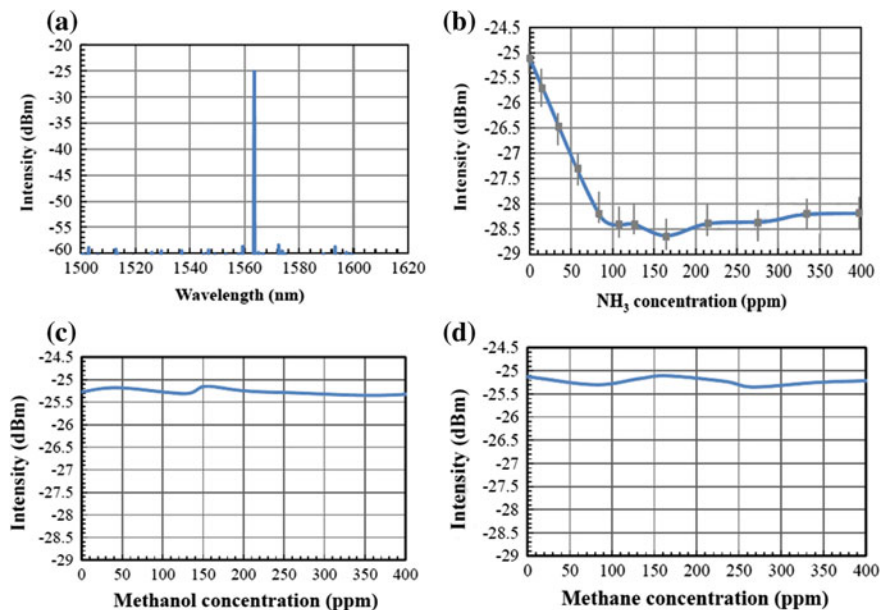 (a)
-20
-25
-30
-35
-40
-45
-50
-55
-60
1500 1520 1540 1560 1580 1600 1620
Intensity (dBm)
Wavelength (nm)
(b)
-24.5
-25
-25.5
-26
-26.5
-27
-27.5
-28
-28.5
-29
0 50 100 150 200 250 300 350 400
Intensity (dBm)
NH3 concentration (ppm)
(c)
-24.5
-25
-25.5
-26
-26.5
-27
-27.5
-28
-28.5
-29
0 50 100 150 200 250 300 350 400
Intensity (dBm)
Methanol concentration (ppm)
(d)
-24.5
-25
-25.5
-26
-26.5
-27
-27.5
-28
-28.5
-29
0 50 100 150 200 250 300 350 400
Intensity (dBm)
Methane concentration (ppm)